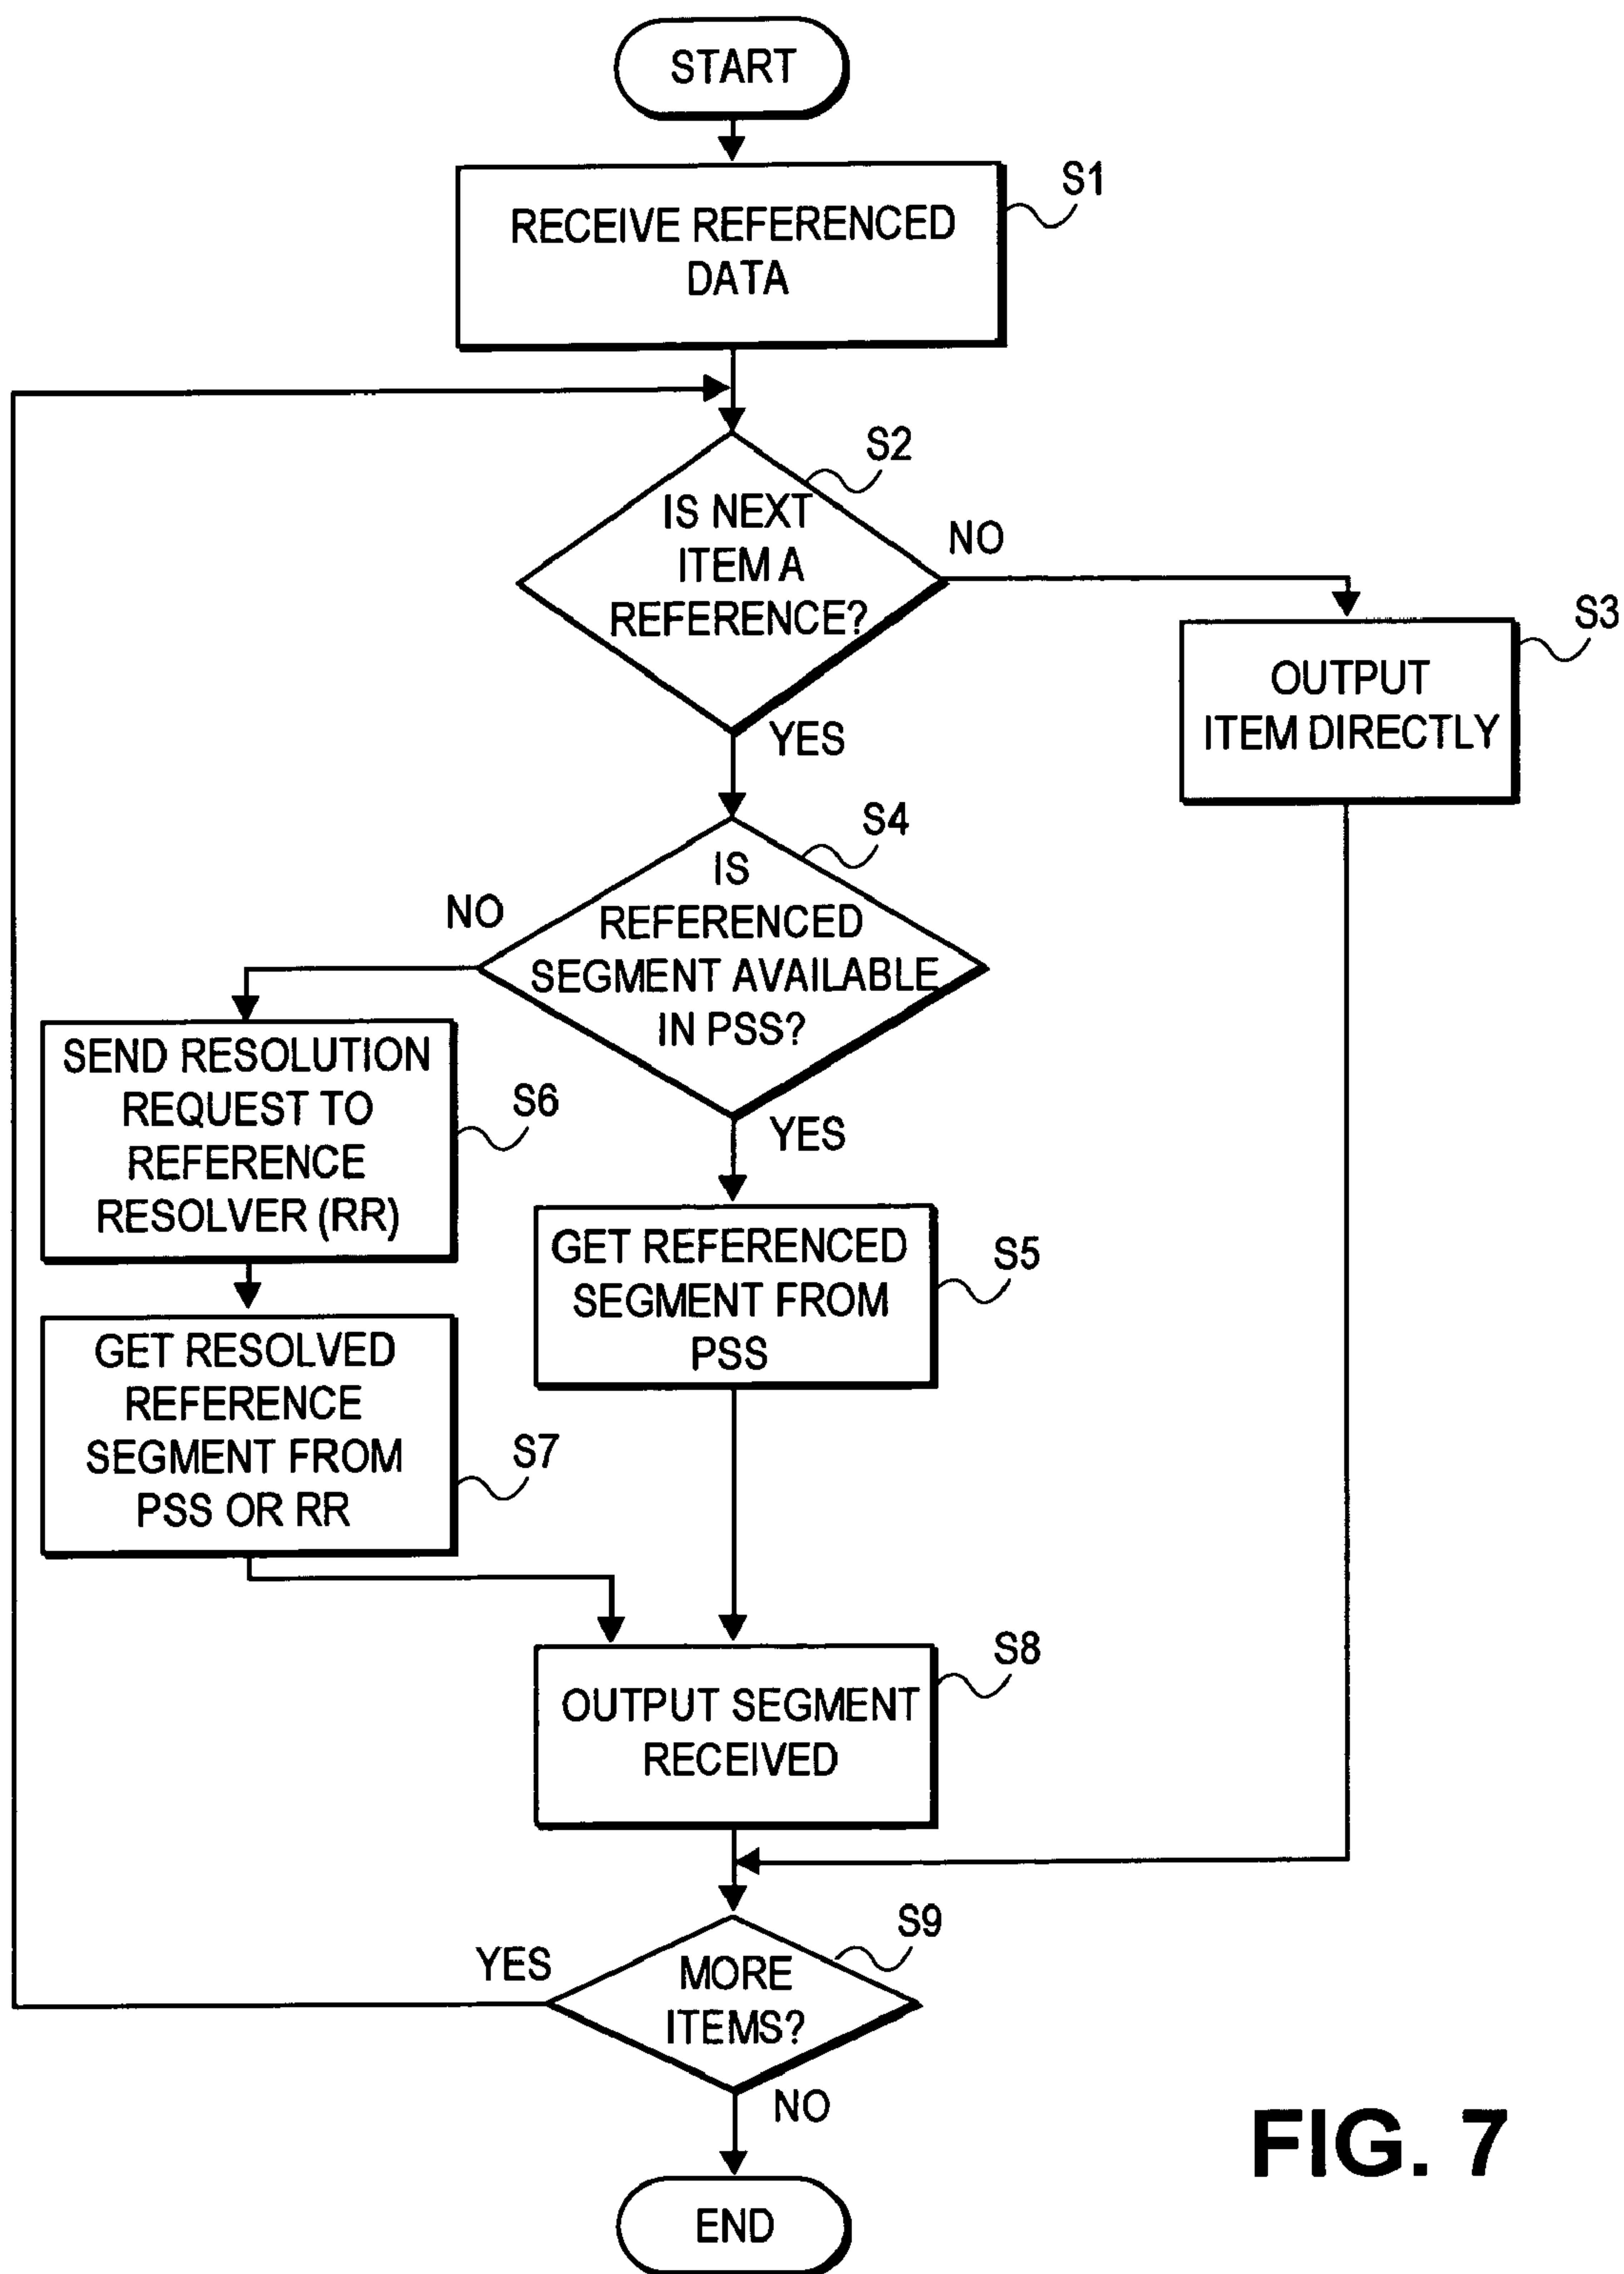 START
S1
RECEIVE REFERENCED
DATA
S2
IS NEXT
ITEM A
REFERENCE?
NO
YES
S3
OUTPUT
ITEM DIRECTLY
S4
IS
REFERENCED
SEGMENT AVAILABLE
IN PSS?
NO
YES
SEND RESOLUTION
REQUEST TO
REFERENCE
RESOLVER (RR)
S6
GET REFERENCED
SEGMENT FROM
PSS
S5
GET RESOLVED
REFERENCE
SEGMENT FROM
PSS OR RR
S7
S8
OUTPUT SEGMENT
RECEIVED
S9
YES
MORE
ITEMS?
NO
END
FIG. 7